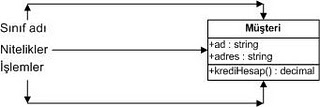 Sınıf adı
Nitelikler
İşlemler
Müşteri
+ad : string
+adres : string
+krediHesap() : decimal